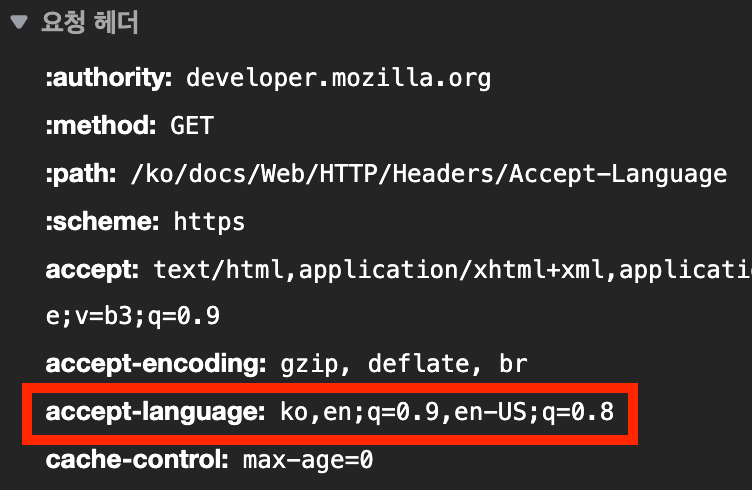 요청 헤더
:authority: developer.mozilla.org
:method: GET
:path: /ko/docs/Web/HTTP/Headers/Accept-Language
:scheme: https
accept: text/html,application/xhtml+xml,applicatio
e;v=b3;q=0.9
accept-encoding: gzip, deflate, br
accept-language: ko,en;q=0.9,en-US;q=0.8
cache-control: max-age=0